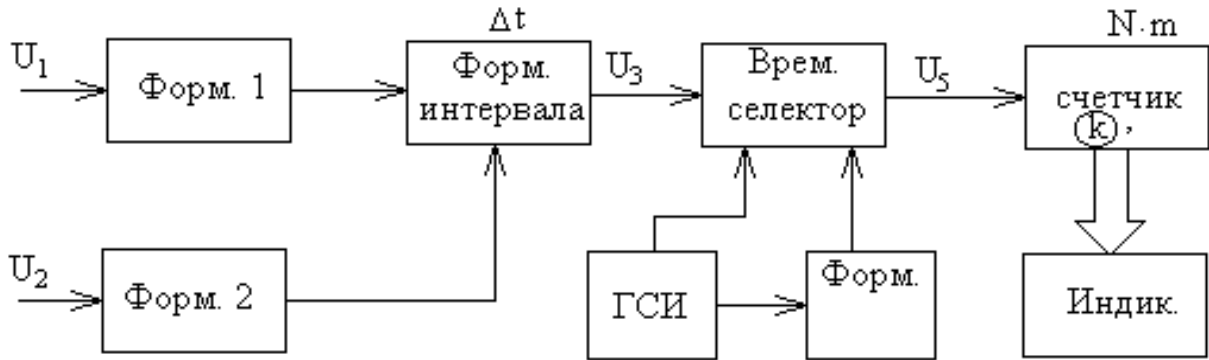 Δt
N·m
U₁
Форм. 1
Форм.
интервала
U₃
Врем.
селектор
U₅
счетчик
k ,
U₂
Форм. 2
ГСИ
Форм.
Индик.